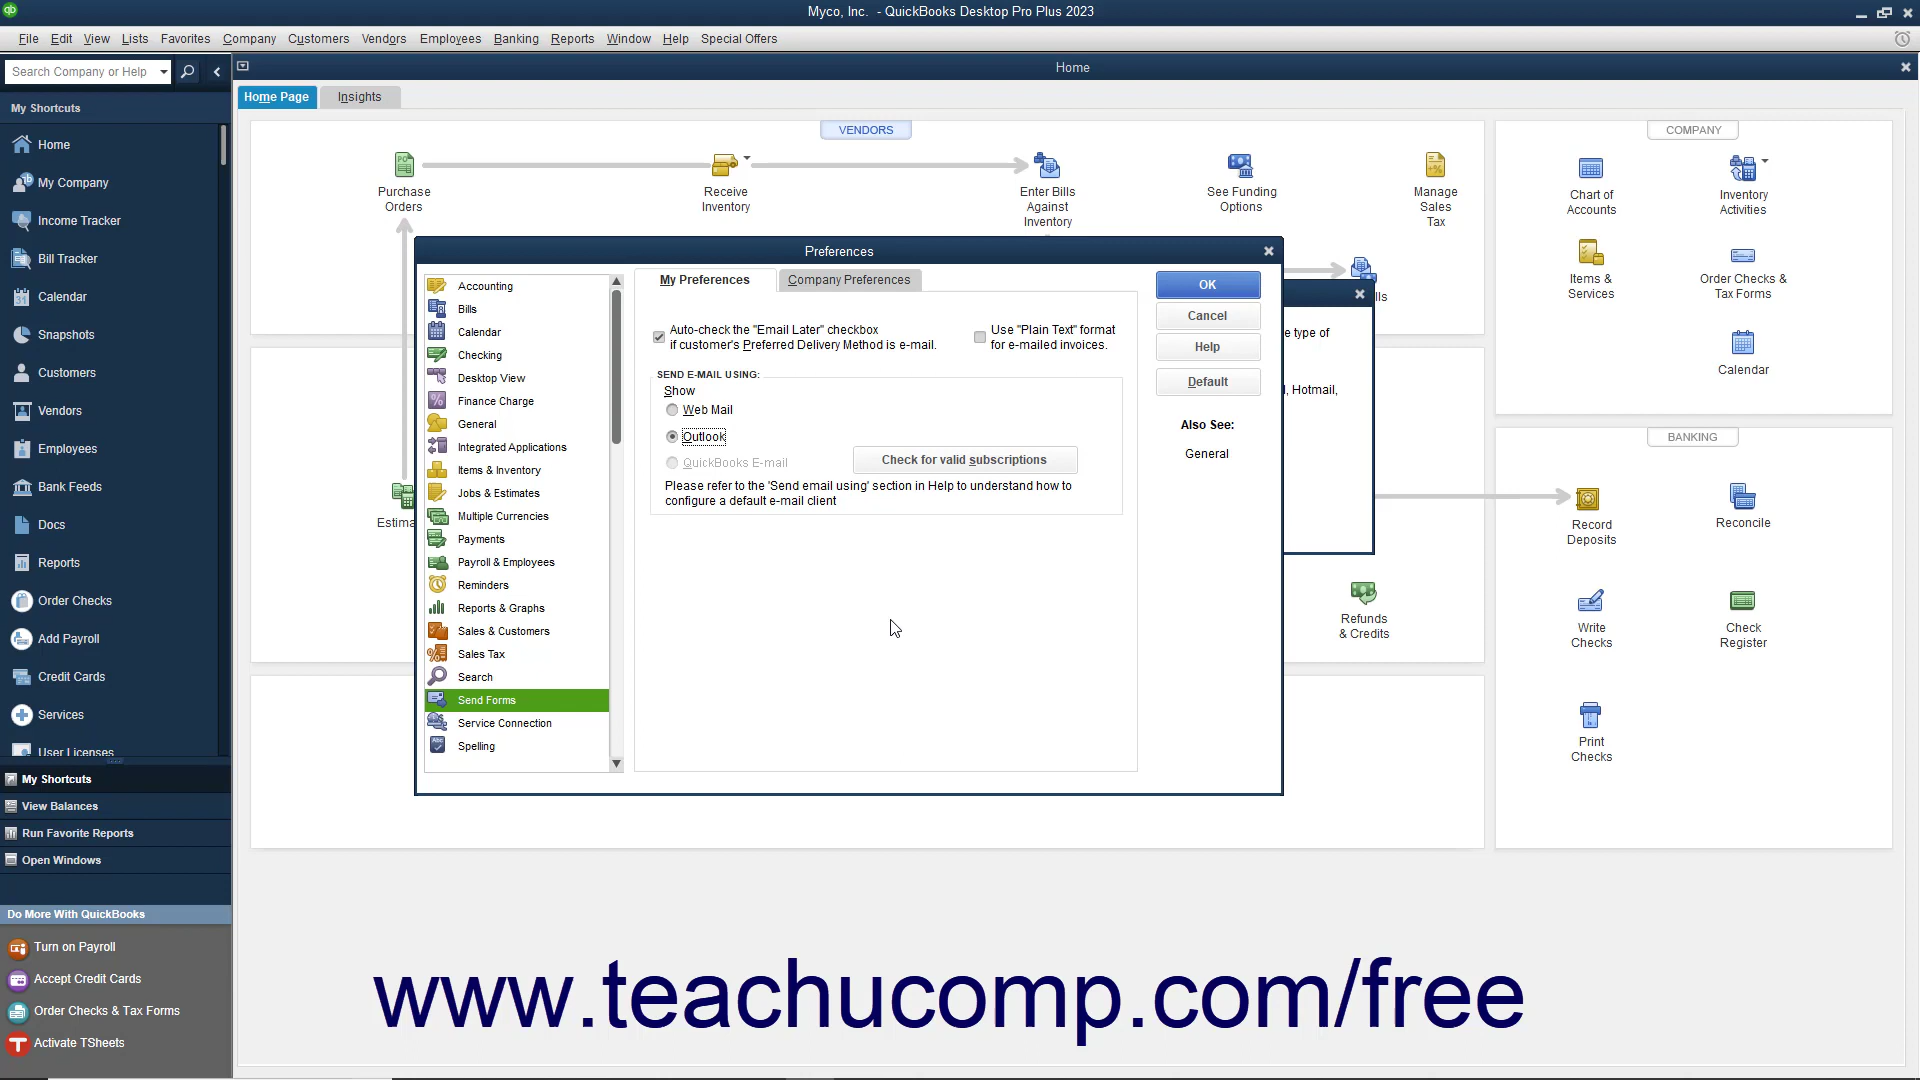 Myco, Inc. - QuickBooks Desktop Pro Plus 2023
File Edit View Lists Favorites Company Customers Vendors Employees Banking Reports Window Help Special Offers
Search Company or Help
Home
My Shortcuts
Home
My Company
Income Tracker
Bill Tracker
Calendar
Snapshots
Customers
Vendors
Employees
Bank Feeds
Docs
Reports
Order Checks
Add Payroll
Credit Cards
Services
User Licenses
My Shortcuts
View Balances
Run Favorite Reports
Open Windows
Do More With QuickBooks
Turn on Payroll
Accept Credit Cards
Order Checks & Tax Forms
Activate TSheets
Home Page
Insights
VENDORS
Purchase
Orders
Receive
Inventory
Enter Bills
Against
Inventory
See Funding
Options
Manage
Sales
Tax
lls
Estima
Refunds
& Credits
COMPANY
Chart of
Accounts
Inventory
Activities
Items &
Services
Order Checks &
Tax Forms
Calendar
BANKING
Record
Deposits
Reconcile
Write
Checks
Check
Register
Print
Checks
e type of
l, Hotmail,
Preferences
Accounting
Bills
Calendar
Checking
Desktop View
Finance Charge
General
Integrated Applications
Items & Inventory
Jobs & Estimates
Multiple Currencies
Payments
Payroll & Employees
Reminders
Reports & Graphs
Sales & Customers
Sales Tax
Search
Send Forms
Service Connection
Spelling
My Preferences
Company Preferences
Auto-check the "Email Later" checkbox
if customer's Preferred Delivery Method is e-mail.
Use "Plain Text" format
for e-mailed invoices.
SEND E-MAIL USING:
Show
Web Mail
Outlook
QuickBooks E-mail
Check for valid subscriptions
Please refer to the 'Send email using' section in Help to understand how to
configure a default e-mail client
OK
Cancel
Help
Default
Also See:
General
www.teachucomp.com/free